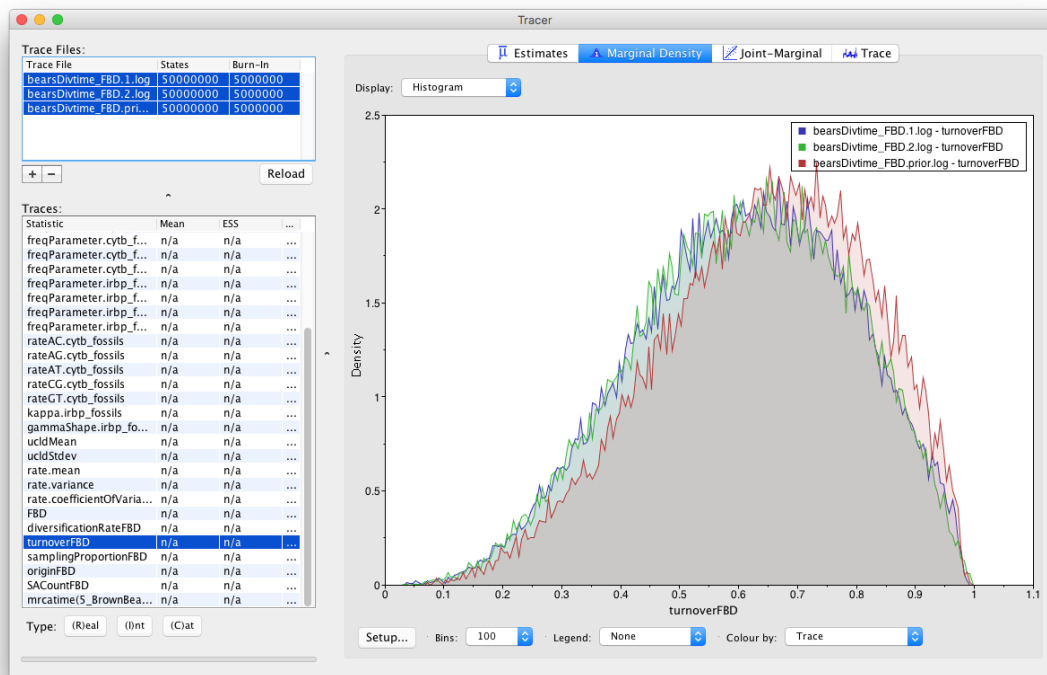 Tracer
Trace Files:
Trace File States Burn-In
bearsDivtime_FBD.1.log 50000000 5000000
bearsDivtime_FBD.2.log 50000000 5000000
bearsDivtime_FBD.pri... 50000000 5000000
+ − Reload
Traces:
Statistic Mean ESS ...
freqParameter.cytb_f... n/a n/a ...
freqParameter.cytb_f... n/a n/a ...
freqParameter.cytb_f... n/a n/a ...
freqParameter.irbp_f... n/a n/a ...
freqParameter.irbp_f... n/a n/a ...
freqParameter.irbp_f... n/a n/a ...
freqParameter.irbp_f... n/a n/a ...
rateAC.cytb_fossils n/a n/a ...
rateAG.cytb_fossils n/a n/a ...
rateAT.cytb_fossils n/a n/a ...
rateCG.cytb_fossils n/a n/a ...
rateGT.cytb_fossils n/a n/a ...
kappa.irbp_fossils n/a n/a ...
gammaShape.irbp_fo... n/a n/a ...
ucldMean n/a n/a ...
ucldStdev n/a n/a ...
rate.mean n/a n/a ...
rate.variance n/a n/a ...
rate.coefficientOfVaria... n/a n/a ...
FBD n/a n/a ...
diversificationRateFBD n/a n/a ...
turnoverFBD n/a n/a ...
samplingProportionFBD n/a n/a ...
originFBD n/a n/a ...
SACountFBD n/a n/a ...
mrcatime(5_BrownBea... n/a n/a ...
Type: (R)eal (I)nt (C)at
Estimates Marginal Density Joint-Marginal Trace
Display: Histogram
bearsDivtime_FBD.1.log - turnoverFBD
bearsDivtime_FBD.2.log - turnoverFBD
bearsDivtime_FBD.prior.log - turnoverFBD
2.5
2
1.5
1
0.5
0
Density
0 0.1 0.2 0.3 0.4 0.5 0.6 0.7 0.8 0.9 1 1.1
turnoverFBD
Setup... Bins: 100 Legend: None Colour by: Trace